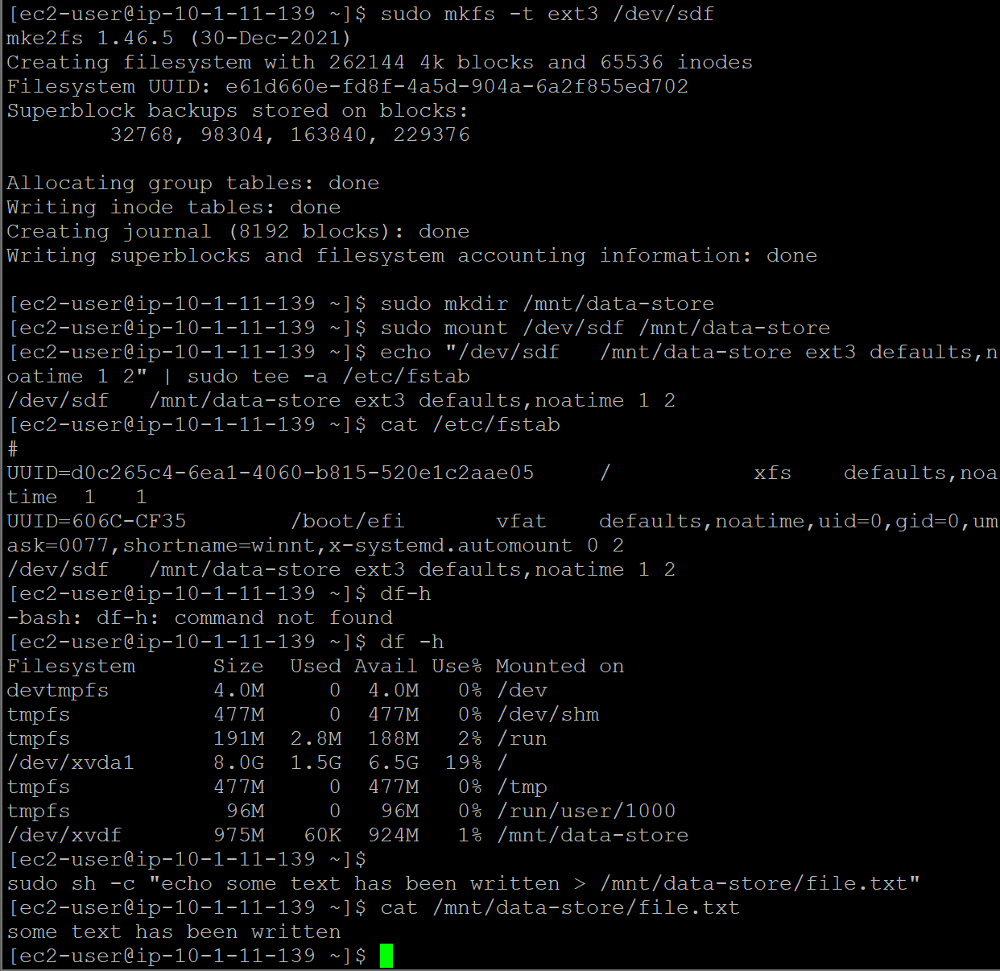 [ec2-user@ip-10-1-11-139 ~]$ sudo mkfs -t ext3 /dev/sdf
mke2fs 1.46.5 (30-Dec-2021)
Creating filesystem with 262144 4k blocks and 65536 inodes
Filesystem UUID: e61d660e-fd8f-4a5d-904a-6a2f855ed702
Superblock backups stored on blocks:
        32768, 98304, 163840, 229376

Allocating group tables: done
Writing inode tables: done
Creating journal (8192 blocks): done
Writing superblocks and filesystem accounting information: done

[ec2-user@ip-10-1-11-139 ~]$ sudo mkdir /mnt/data-store
[ec2-user@ip-10-1-11-139 ~]$ sudo mount /dev/sdf /mnt/data-store
[ec2-user@ip-10-1-11-139 ~]$ echo "/dev/sdf   /mnt/data-store ext3 defaults,n
oatime 1 2" | sudo tee -a /etc/fstab
/dev/sdf   /mnt/data-store ext3 defaults,noatime 1 2
[ec2-user@ip-10-1-11-139 ~]$ cat /etc/fstab
#
UUID=d0c265c4-6ea1-4060-b815-520e1c2aae05     /           xfs    defaults,noa
time  1   1
UUID=606C-CF35        /boot/efi       vfat    defaults,noatime,uid=0,gid=0,um
ask=0077,shortname=winnt,x-systemd.automount 0 2
/dev/sdf   /mnt/data-store ext3 defaults,noatime 1 2
[ec2-user@ip-10-1-11-139 ~]$ df-h
-bash: df-h: command not found
[ec2-user@ip-10-1-11-139 ~]$ df -h
Filesystem      Size  Used Avail Use% Mounted on
devtmpfs        4.0M     0  4.0M   0% /dev
tmpfs           477M     0  477M   0% /dev/shm
tmpfs           191M  2.8M  188M   2% /run
/dev/xvda1      8.0G  1.5G  6.5G  19% /
tmpfs           477M     0  477M   0% /tmp
tmpfs            96M     0   96M   0% /run/user/1000
/dev/xvdf       975M   60K  924M   1% /mnt/data-store
[ec2-user@ip-10-1-11-139 ~]$
sudo sh -c "echo some text has been written > /mnt/data-store/file.txt"
[ec2-user@ip-10-1-11-139 ~]$ cat /mnt/data-store/file.txt
some text has been written
[ec2-user@ip-10-1-11-139 ~]$